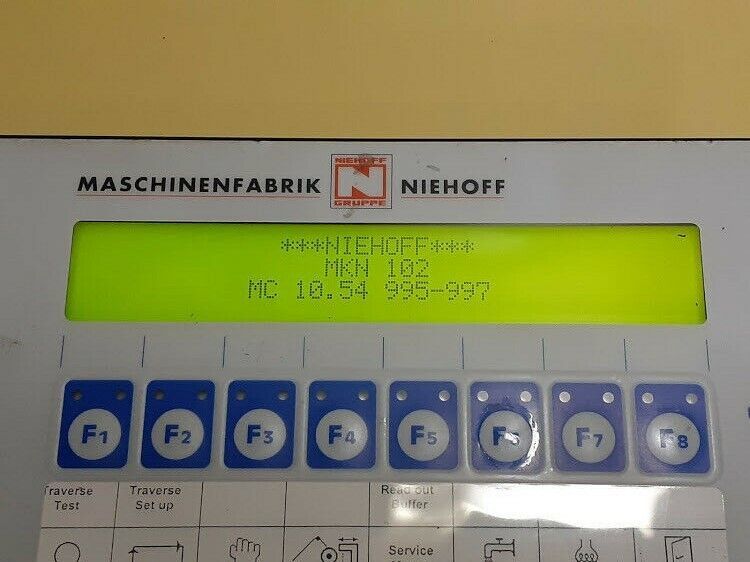 MASCHINENFABRIK NIEHOFF GRUPPE NIEHOFF
***NIEHOFF***
MKN 102
MC 10.54 995-997
F1 F2 F3 F4 F5 F6 F7 F8
Traverse Test
Traverse Set up
Read out Buffer
Service